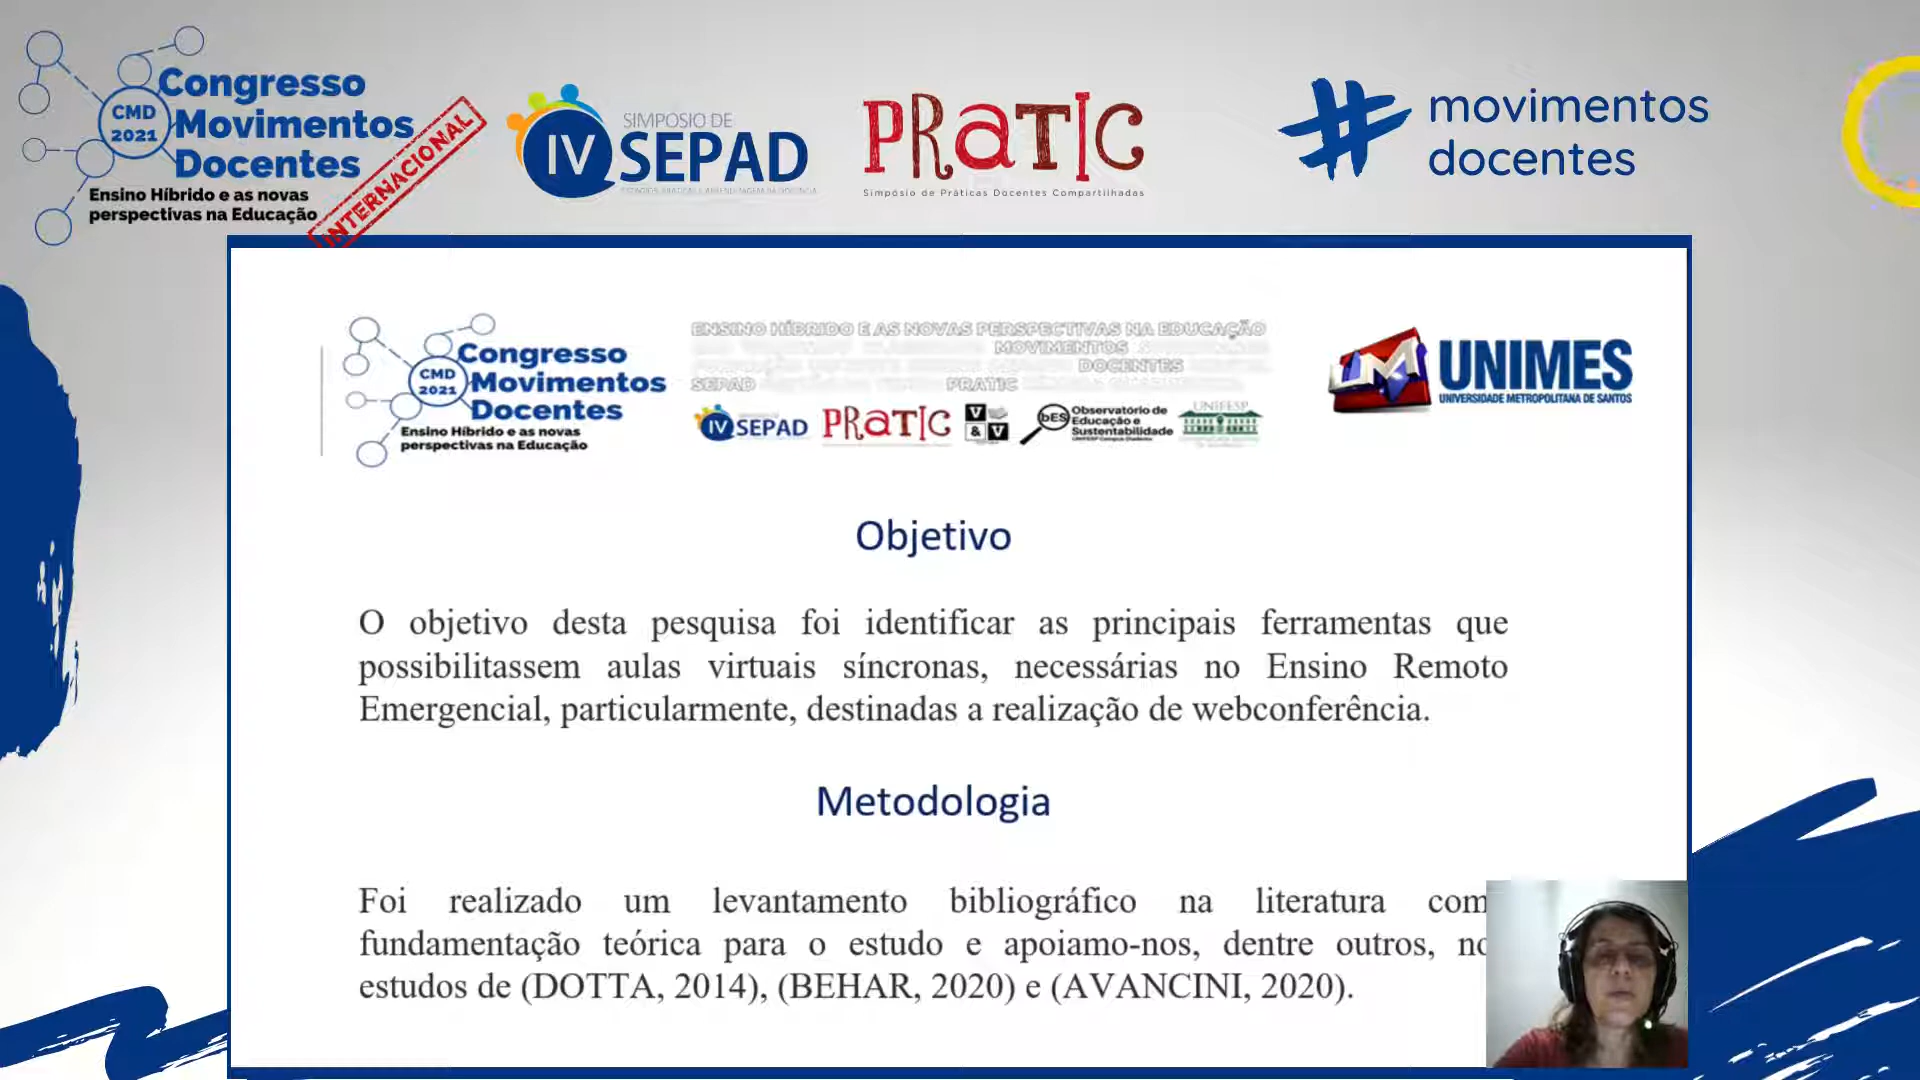 Congresso
CMD
2021
Movimentos
Docentes
Ensino Híbrido e as novas
perspectivas na Educação
INTERNACIONAL
SIMPÓSIO DE
IV SEPAD
PRATIC
Simpósio de Práticas Docentes Compartilhadas
movimentos
docentes
Congresso
CMD
2021
Movimentos
Docentes
Ensino Híbrido e as novas
perspectivas na Educação
ENSINO HÍBRIDO E AS NOVAS PERSPECTIVAS NA EDUCAÇÃO
MOVIMENTOS
DOCENTES
SEPAD PRATIC
IV SEPAD
PRATIC
V
& V
bES
Observatório de
Educação e
Sustentabilidade
UNIFESP
UNIMES
UNIVERSIDADE METROPOLITANA DE SANTOS
Objetivo
O objetivo desta pesquisa foi identificar as principais ferramentas que
possibilitassem aulas virtuais síncronas, necessárias no Ensino Remoto
Emergencial, particularmente, destinadas a realização de webconferência.
Metodologia
Foi realizado um levantamento bibliográfico na literatura com
fundamentação teórica para o estudo e apoiamo-nos, dentre outros, no
estudos de (DOTTA, 2014), (BEHAR, 2020) e (AVANCINI, 2020).